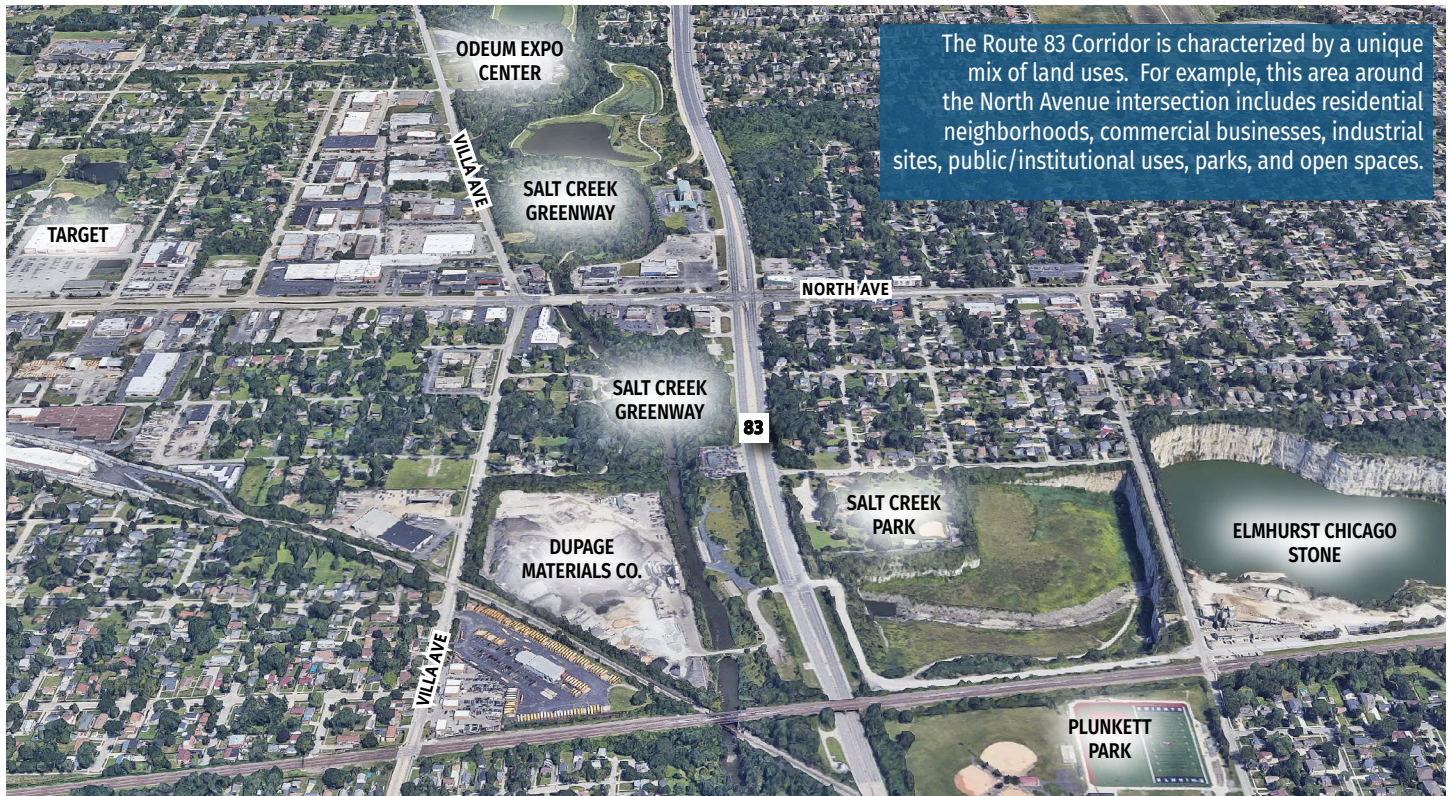 The Route 83 Corridor is characterized by a unique
mix of land uses. For example, this area around
the North Avenue intersection includes residential
neighborhoods, commercial businesses, industrial
sites, public/institutional uses, parks, and open spaces.
ODEUM EXPO
CENTER
VILLA AVE
SALT CREEK
GREENWAY
TARGET
NORTH AVE
SALT CREEK
GREENWAY
83
SALT CREEK
PARK
ELMHURST CHICAGO
STONE
DUPAGE
MATERIALS CO.
VILLA AVE
PLUNKETT
PARK